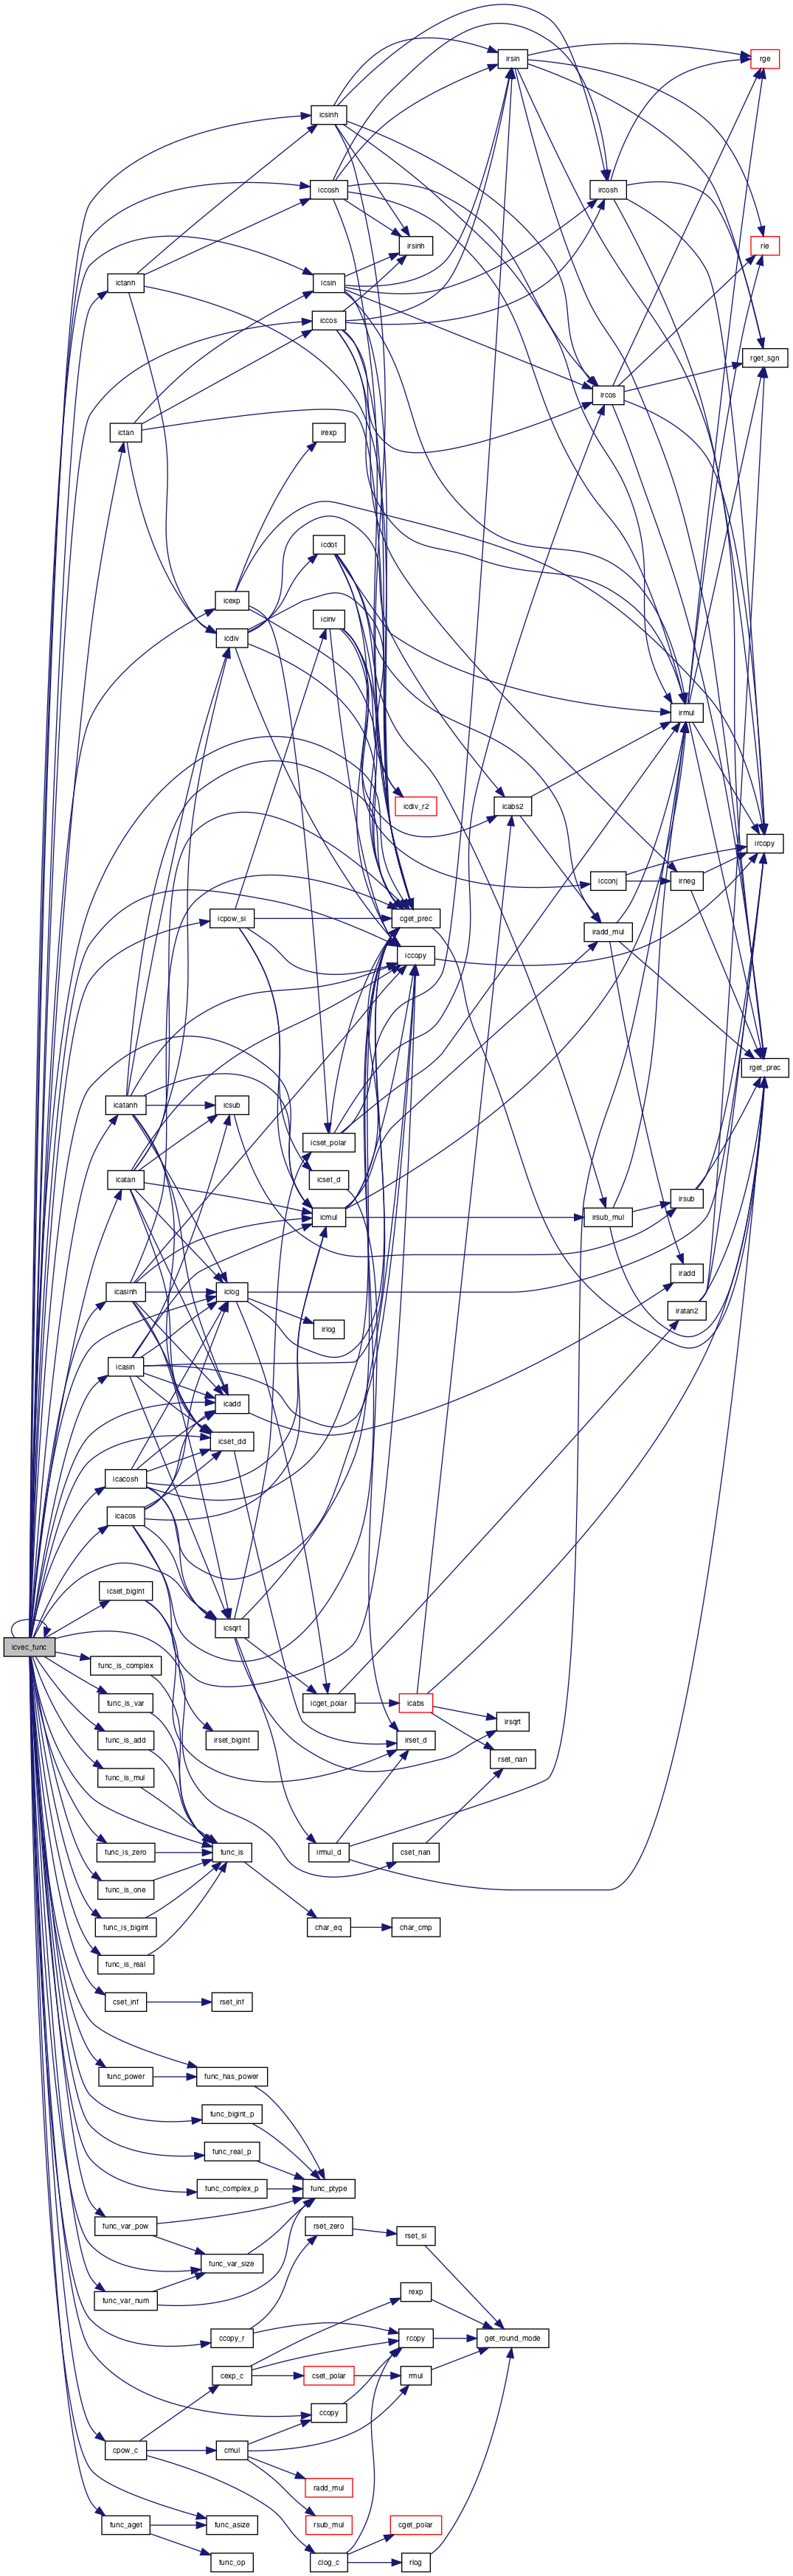 irsin
rge
icsinh
iccosh
ircosh
irsinh
rle
ictanh
icsin
iccos
rget_sgn
ircos
ictan
irexp
icdot
icexp
icinv
icdiv
irmul
icdiv_r2
icabs2
ircopy
icconj
irneg
icpow_si
cget_prec
iradd_mul
iccopy
rget_prec
icatanh
icsub
icset_polar
icatan
icset_d
irsub
icmul
irsub_mul
iradd
icasinh
iclog
iratan2
irlog
icasin
icadd
icset_dd
icacosh
icacos
icset_bigint
icsqrt
icvec_func
func_is_complex
func_is_var
icget_polar
icabs
irsqrt
func_is_add
irset_bigint
irset_d
rset_nan
func_is_mul
func_is_zero
func_is
irmul_d
cset_nan
func_is_one
func_is_bigint
char_eq
char_cmp
func_is_real
cset_inf
rset_inf
func_power
func_has_power
func_bigint_p
func_real_p
func_complex_p
func_ptype
func_var_pow
rset_zero
rset_si
func_var_size
func_var_num
rexp
ccopy_r
rcopy
get_round_mode
cexp_c
cset_polar
rmul
ccopy
cpow_c
cmul
radd_mul
func_aget
func_asize
rsub_mul
cget_polar
func_op
clog_c
rlog